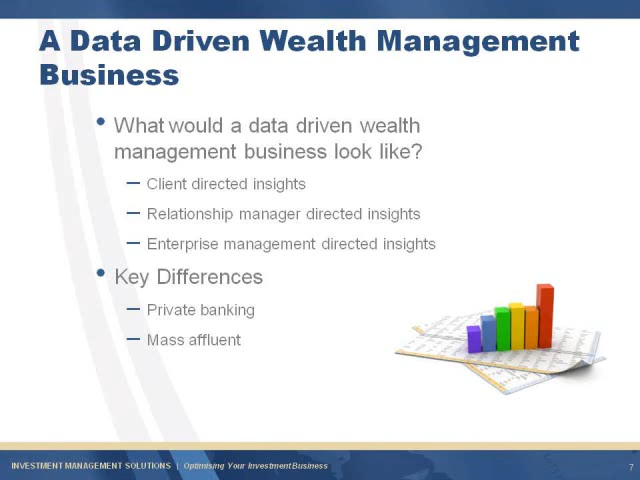 A Data Driven Wealth Management
Business
• What would a data driven wealth
management business look like?
– Client directed insights
– Relationship manager directed insights
– Enterprise management directed insights
• Key Differences
– Private banking
– Mass affluent
INVESTMENT MANAGEMENT SOLUTIONS | Optimising Your Investment Business
7